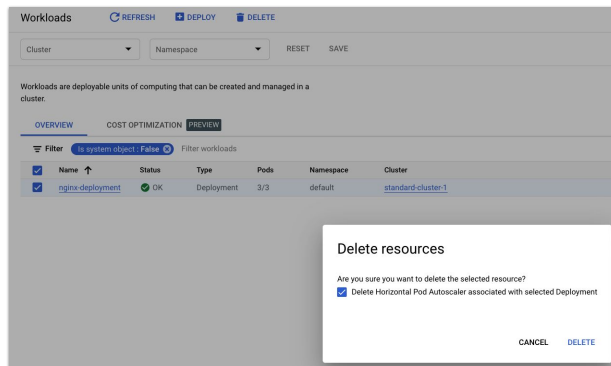 Workloads REFRESH DEPLOY DELETE
Cluster Namespace RESET SAVE
Workloads are deployable units of computing that can be created and managed in a
cluster.
OVERVIEW COST OPTIMIZATION PREVIEW
Filter Is system object : False Filter workloads
Name Status Type Pods Namespace Cluster
nginx-deployment OK Deployment 3/3 default standard-cluster-1
Delete resources
Are you sure you want to delete the selected resource?
Delete Horizontal Pod Autoscaler associated with selected Deployment
CANCEL DELETE